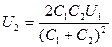 U₂ = 2C₁C₂U₁ / (C₁ + C₂)²